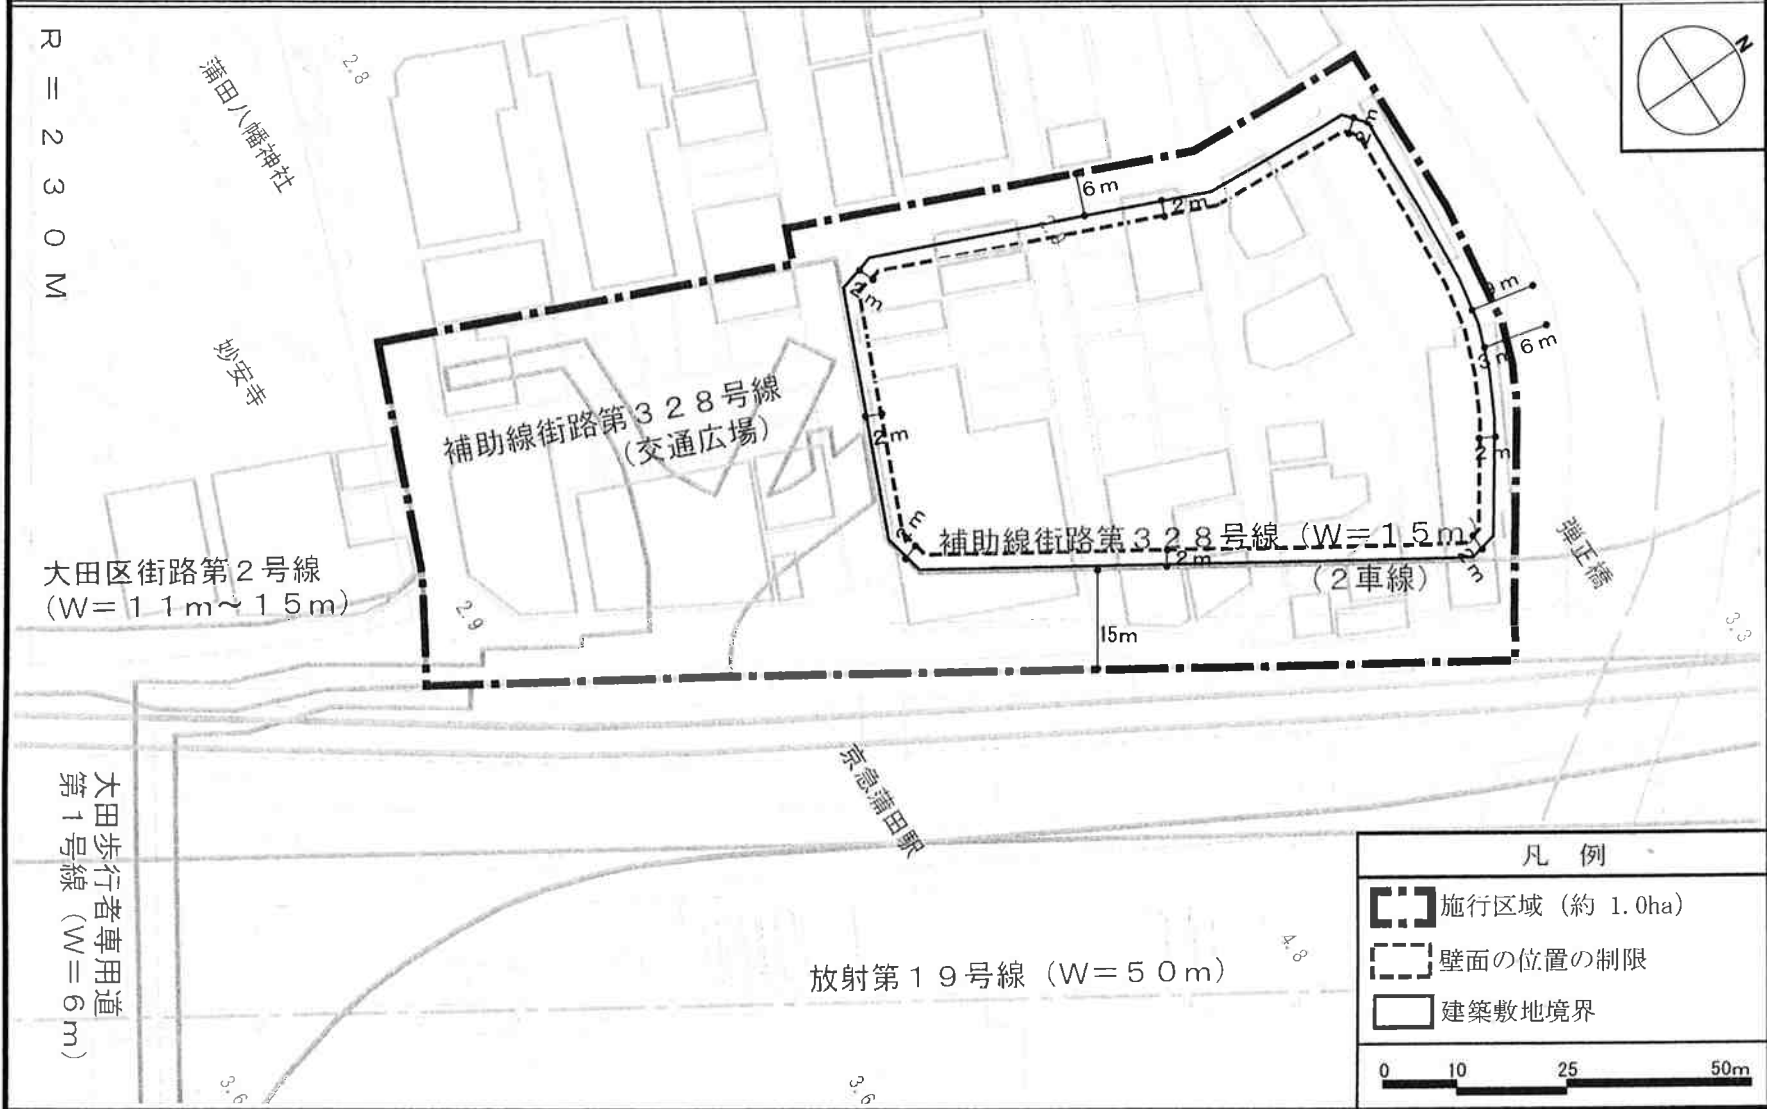 R＝230M
2.8
蒲田八幡神社
N
6m
2m
2m
2m
9m
6m
3m
妙安寺
補助線街路第３２８号線
（交通広場）
2m
2m
2m
補助線街路第３２８号線（W＝１５m）
2m
2m
（２車線）
弾正橋
大田区街路第２号線
（W＝１１m～１５m）
2.9
15m
3.3
京急蒲田駅
大田歩行者専用道
第１号線（W＝６m）
放射第１９号線（W＝５０m）
4.8
3.6
3.6
凡 例
施行区域（約 1.0ha）
壁面の位置の制限
建築敷地境界
0 10 25 50m